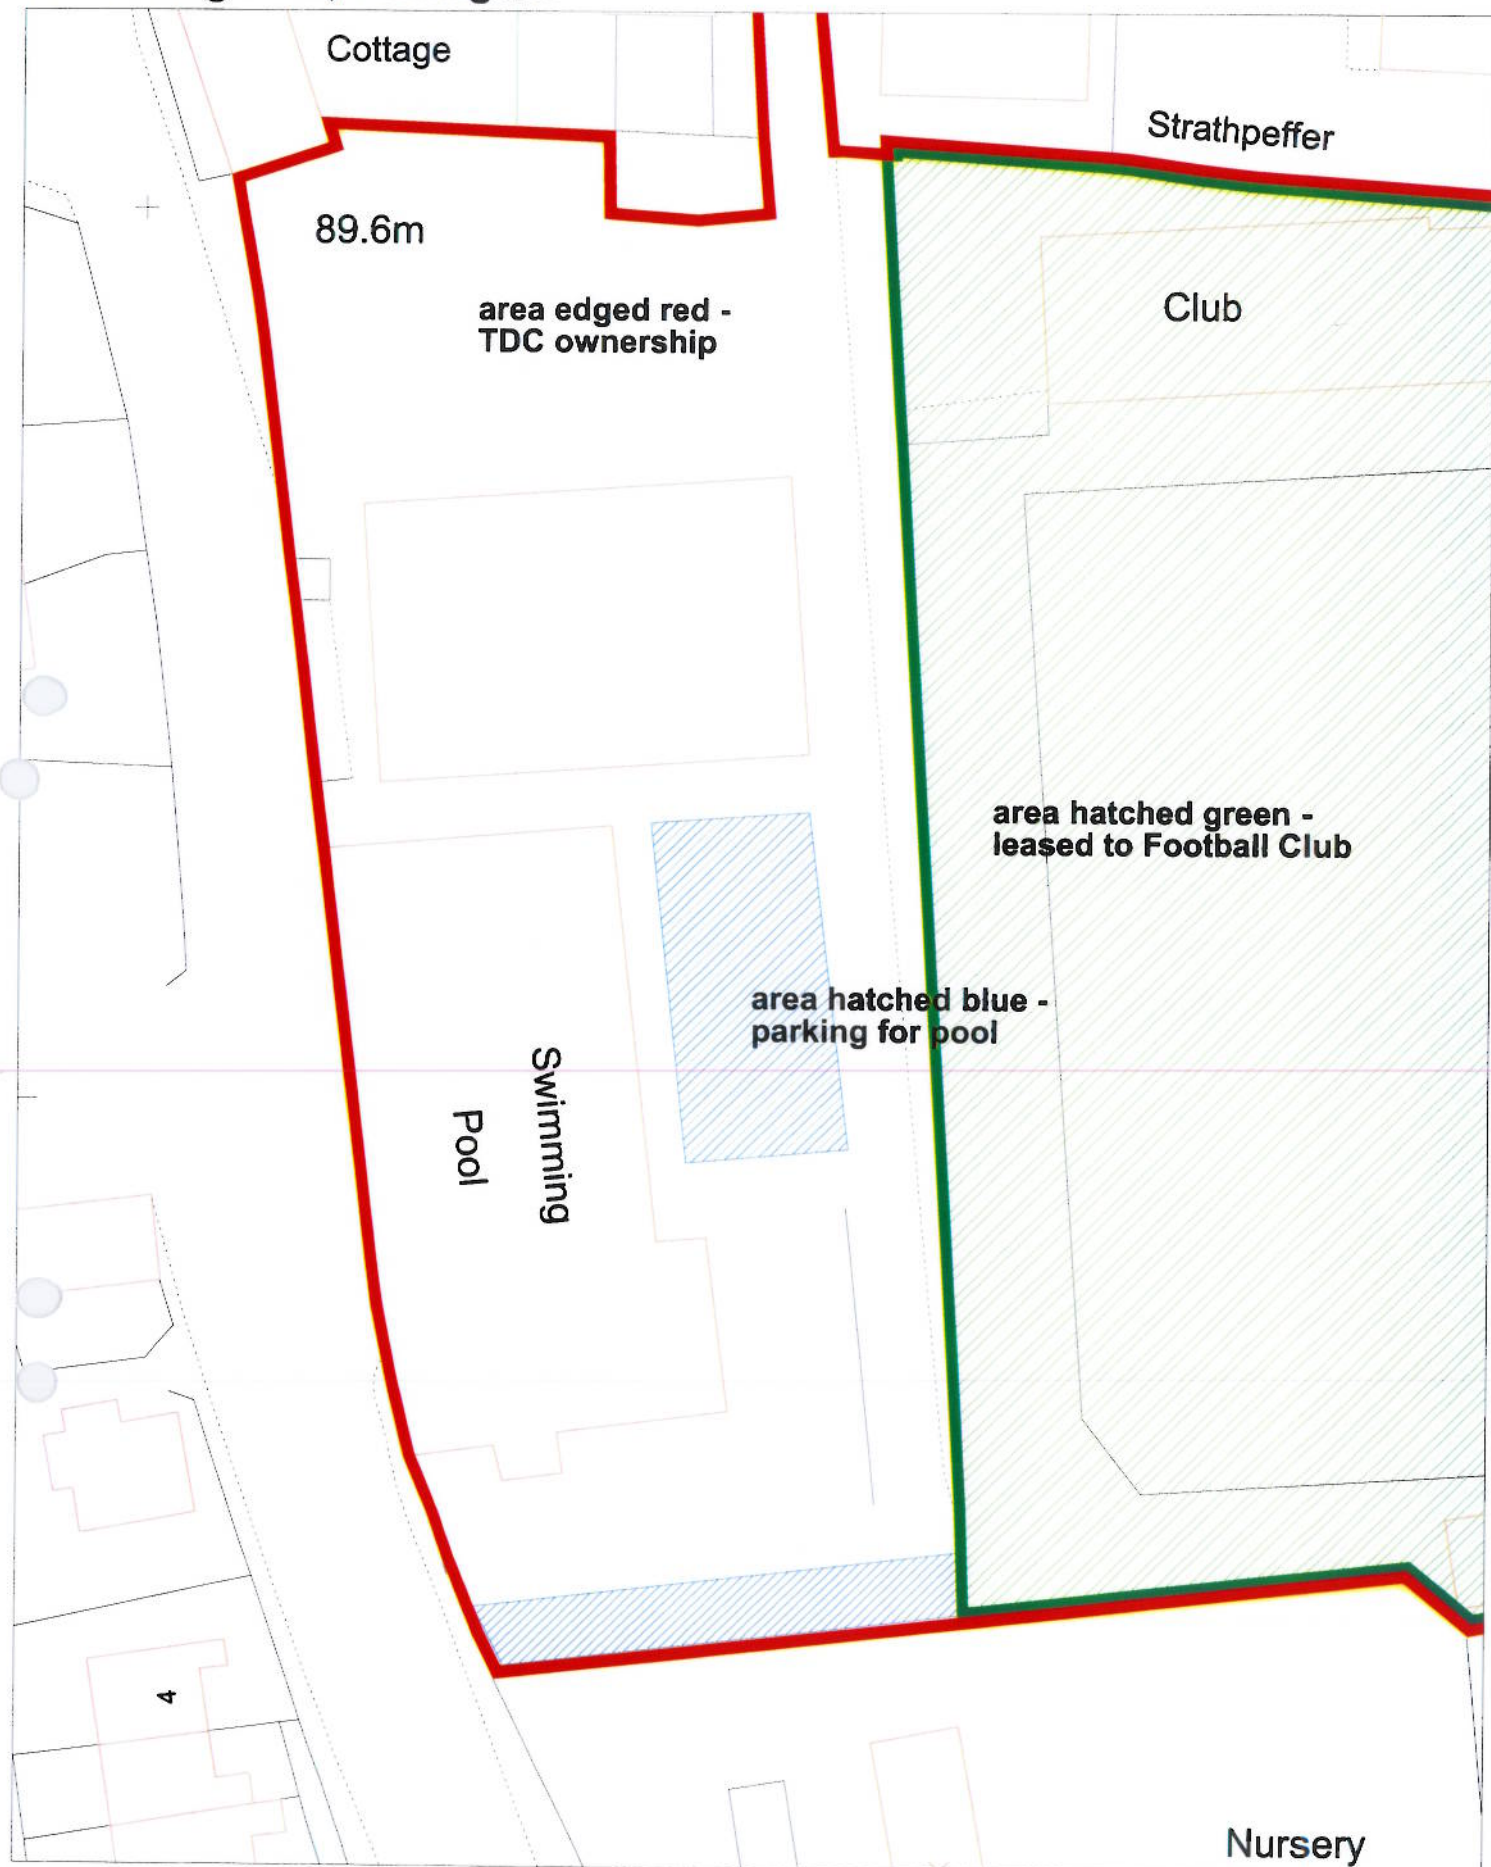 Cottage
Strathpeffer
89.6m
area edged red -
TDC ownership
Club
area hatched green -
leased to Football Club
area hatched blue -
parking for pool
Swimming
Pool
4
Nursery